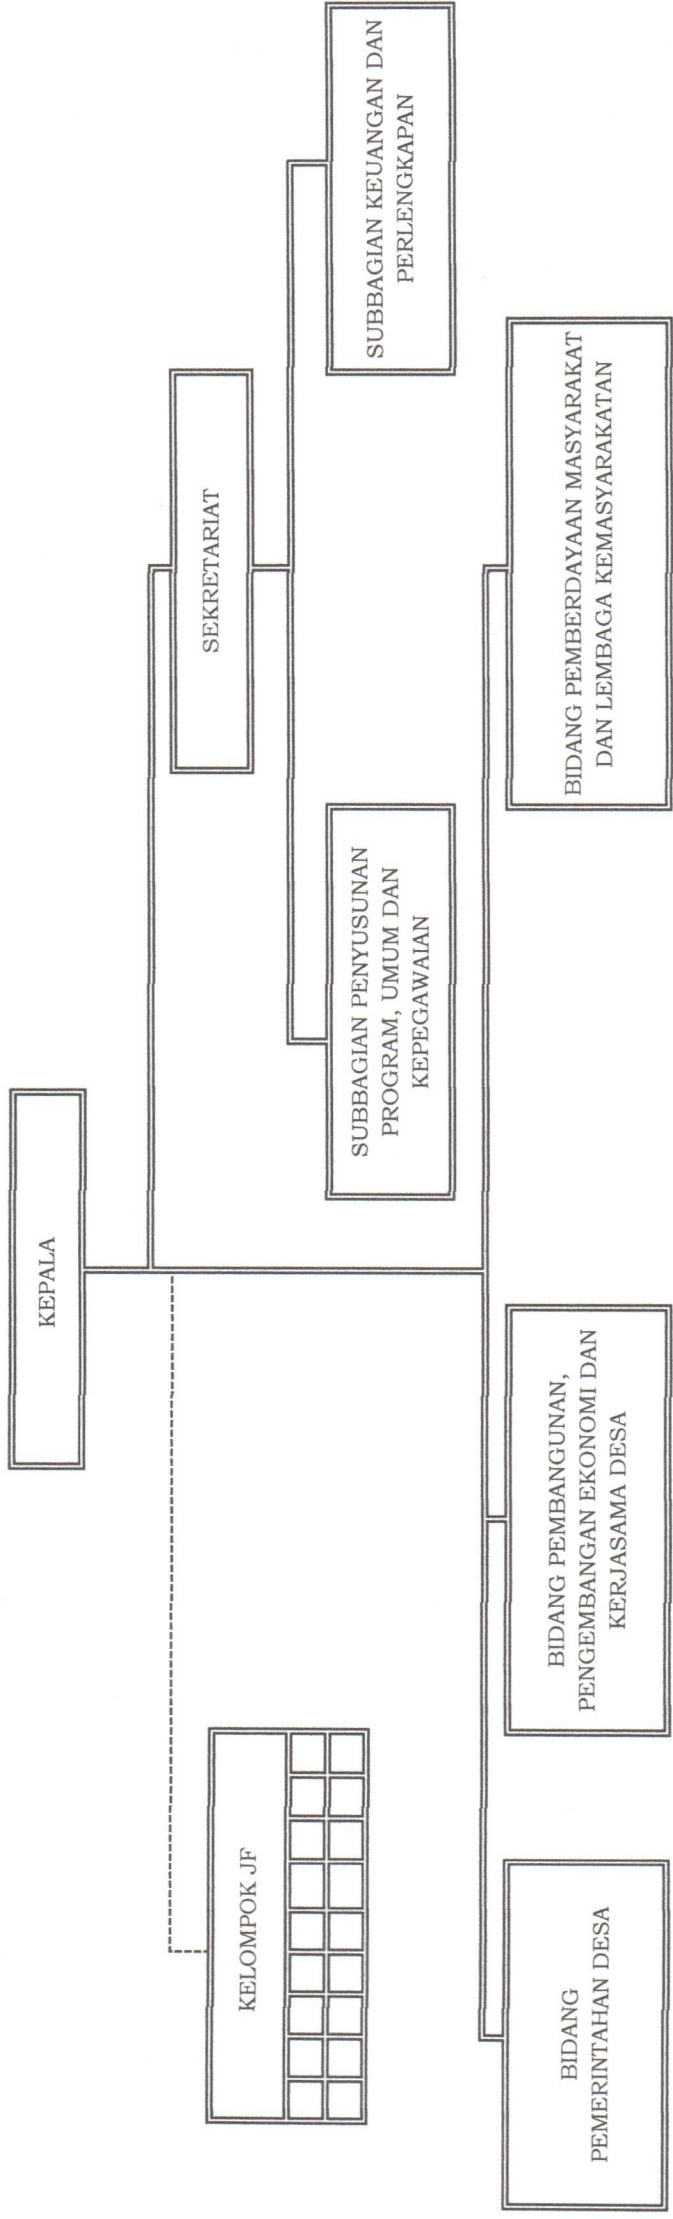 KEPALA
KELOMPOK JF
SEKRETARIAT
SUBBAGIAN PENYUSUNAN
PROGRAM, UMUM DAN
KEPEGAWAIAN
SUBBAGIAN KEUANGAN DAN
PERLENGKAPAN
BIDANG
PEMERINTAHAN DESA
BIDANG PEMBANGUNAN,
PENGEMBANGAN EKONOMI DAN
KERJASAMA DESA
BIDANG PEMBERDAYAAN MASYARAKAT
DAN LEMBAGA KEMASYARAKATAN